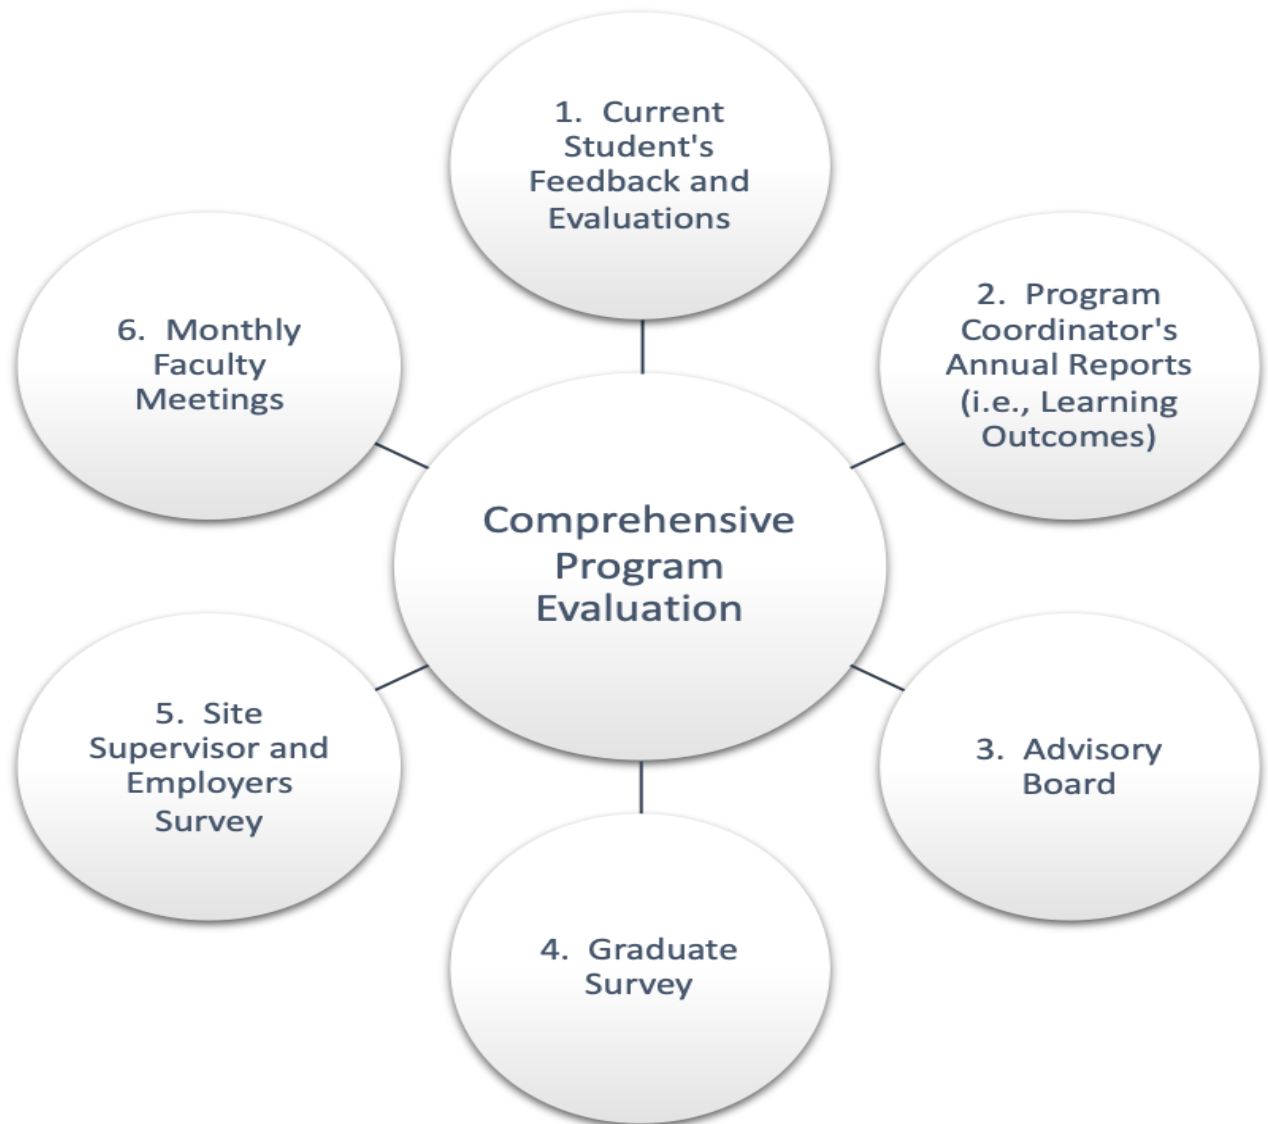 1. Current
Student's
Feedback and
Evaluations
2. Program
Coordinator's
Annual Reports
(i.e., Learning
Outcomes)
6. Monthly
Faculty
Meetings
Comprehensive
Program
Evaluation
5. Site
Supervisor and
Employers
Survey
3. Advisory
Board
4. Graduate
Survey